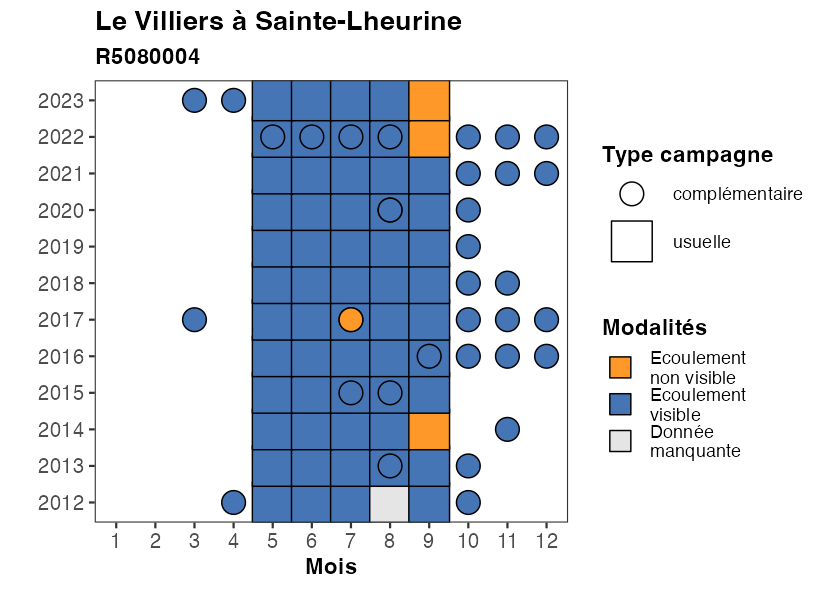 Le Villiers à Sainte-Lheurine
R5080004
2023
2022
2021
2020
2019
2018
2017
2016
2015
2014
2013
2012
1 2 3 4 5 6 7 8 9 10 11 12
Mois
Type campagne
complémentaire
usuelle
Modalités
Ecoulement
non visible
Ecoulement
visible
Donnée
manquante